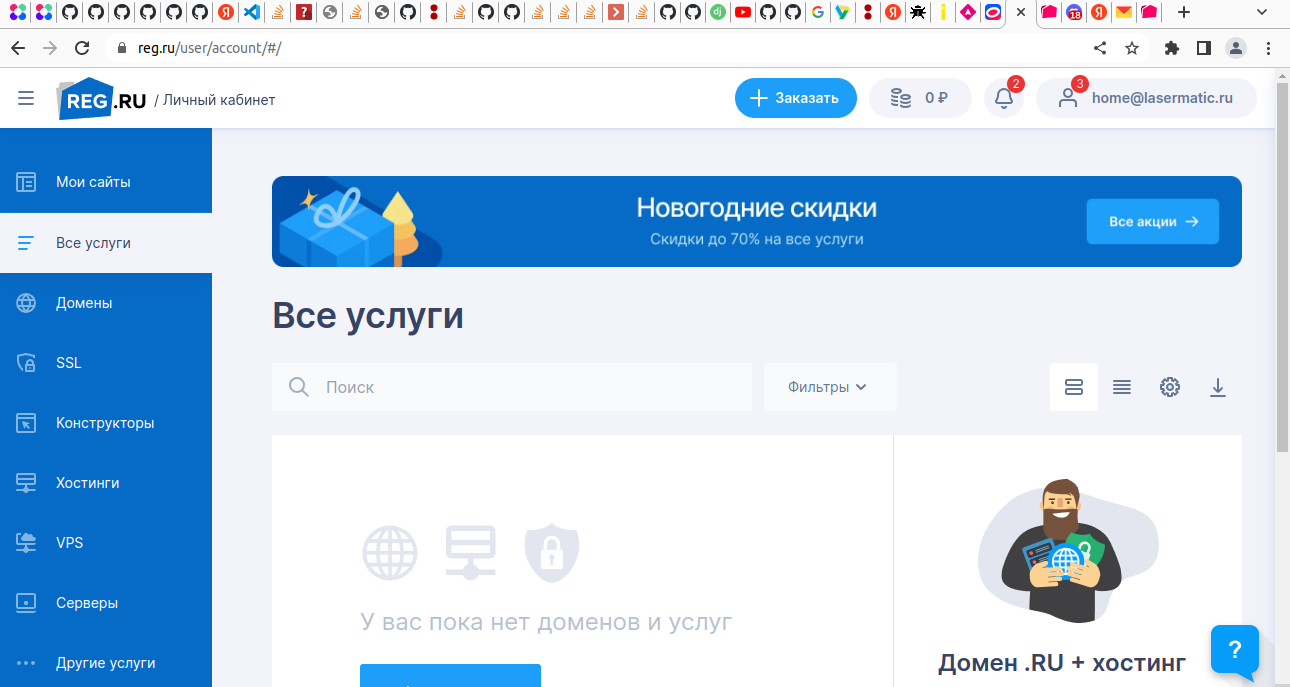 reg.ru/user/account/#/
REG.RU / Личный кабинет
Заказать
0 ₽
2
3
home@lasermatic.ru
18
Мои сайты
Все услуги
Домены
SSL
Конструкторы
Хостинги
VPS
Серверы
Другие услуги
Новогодние скидки
Скидки до 70% на все услуги
Все акции →
Все услуги
Поиск
Фильтры
У вас пока нет доменов и услуг
Домен .RU + хостинг
?